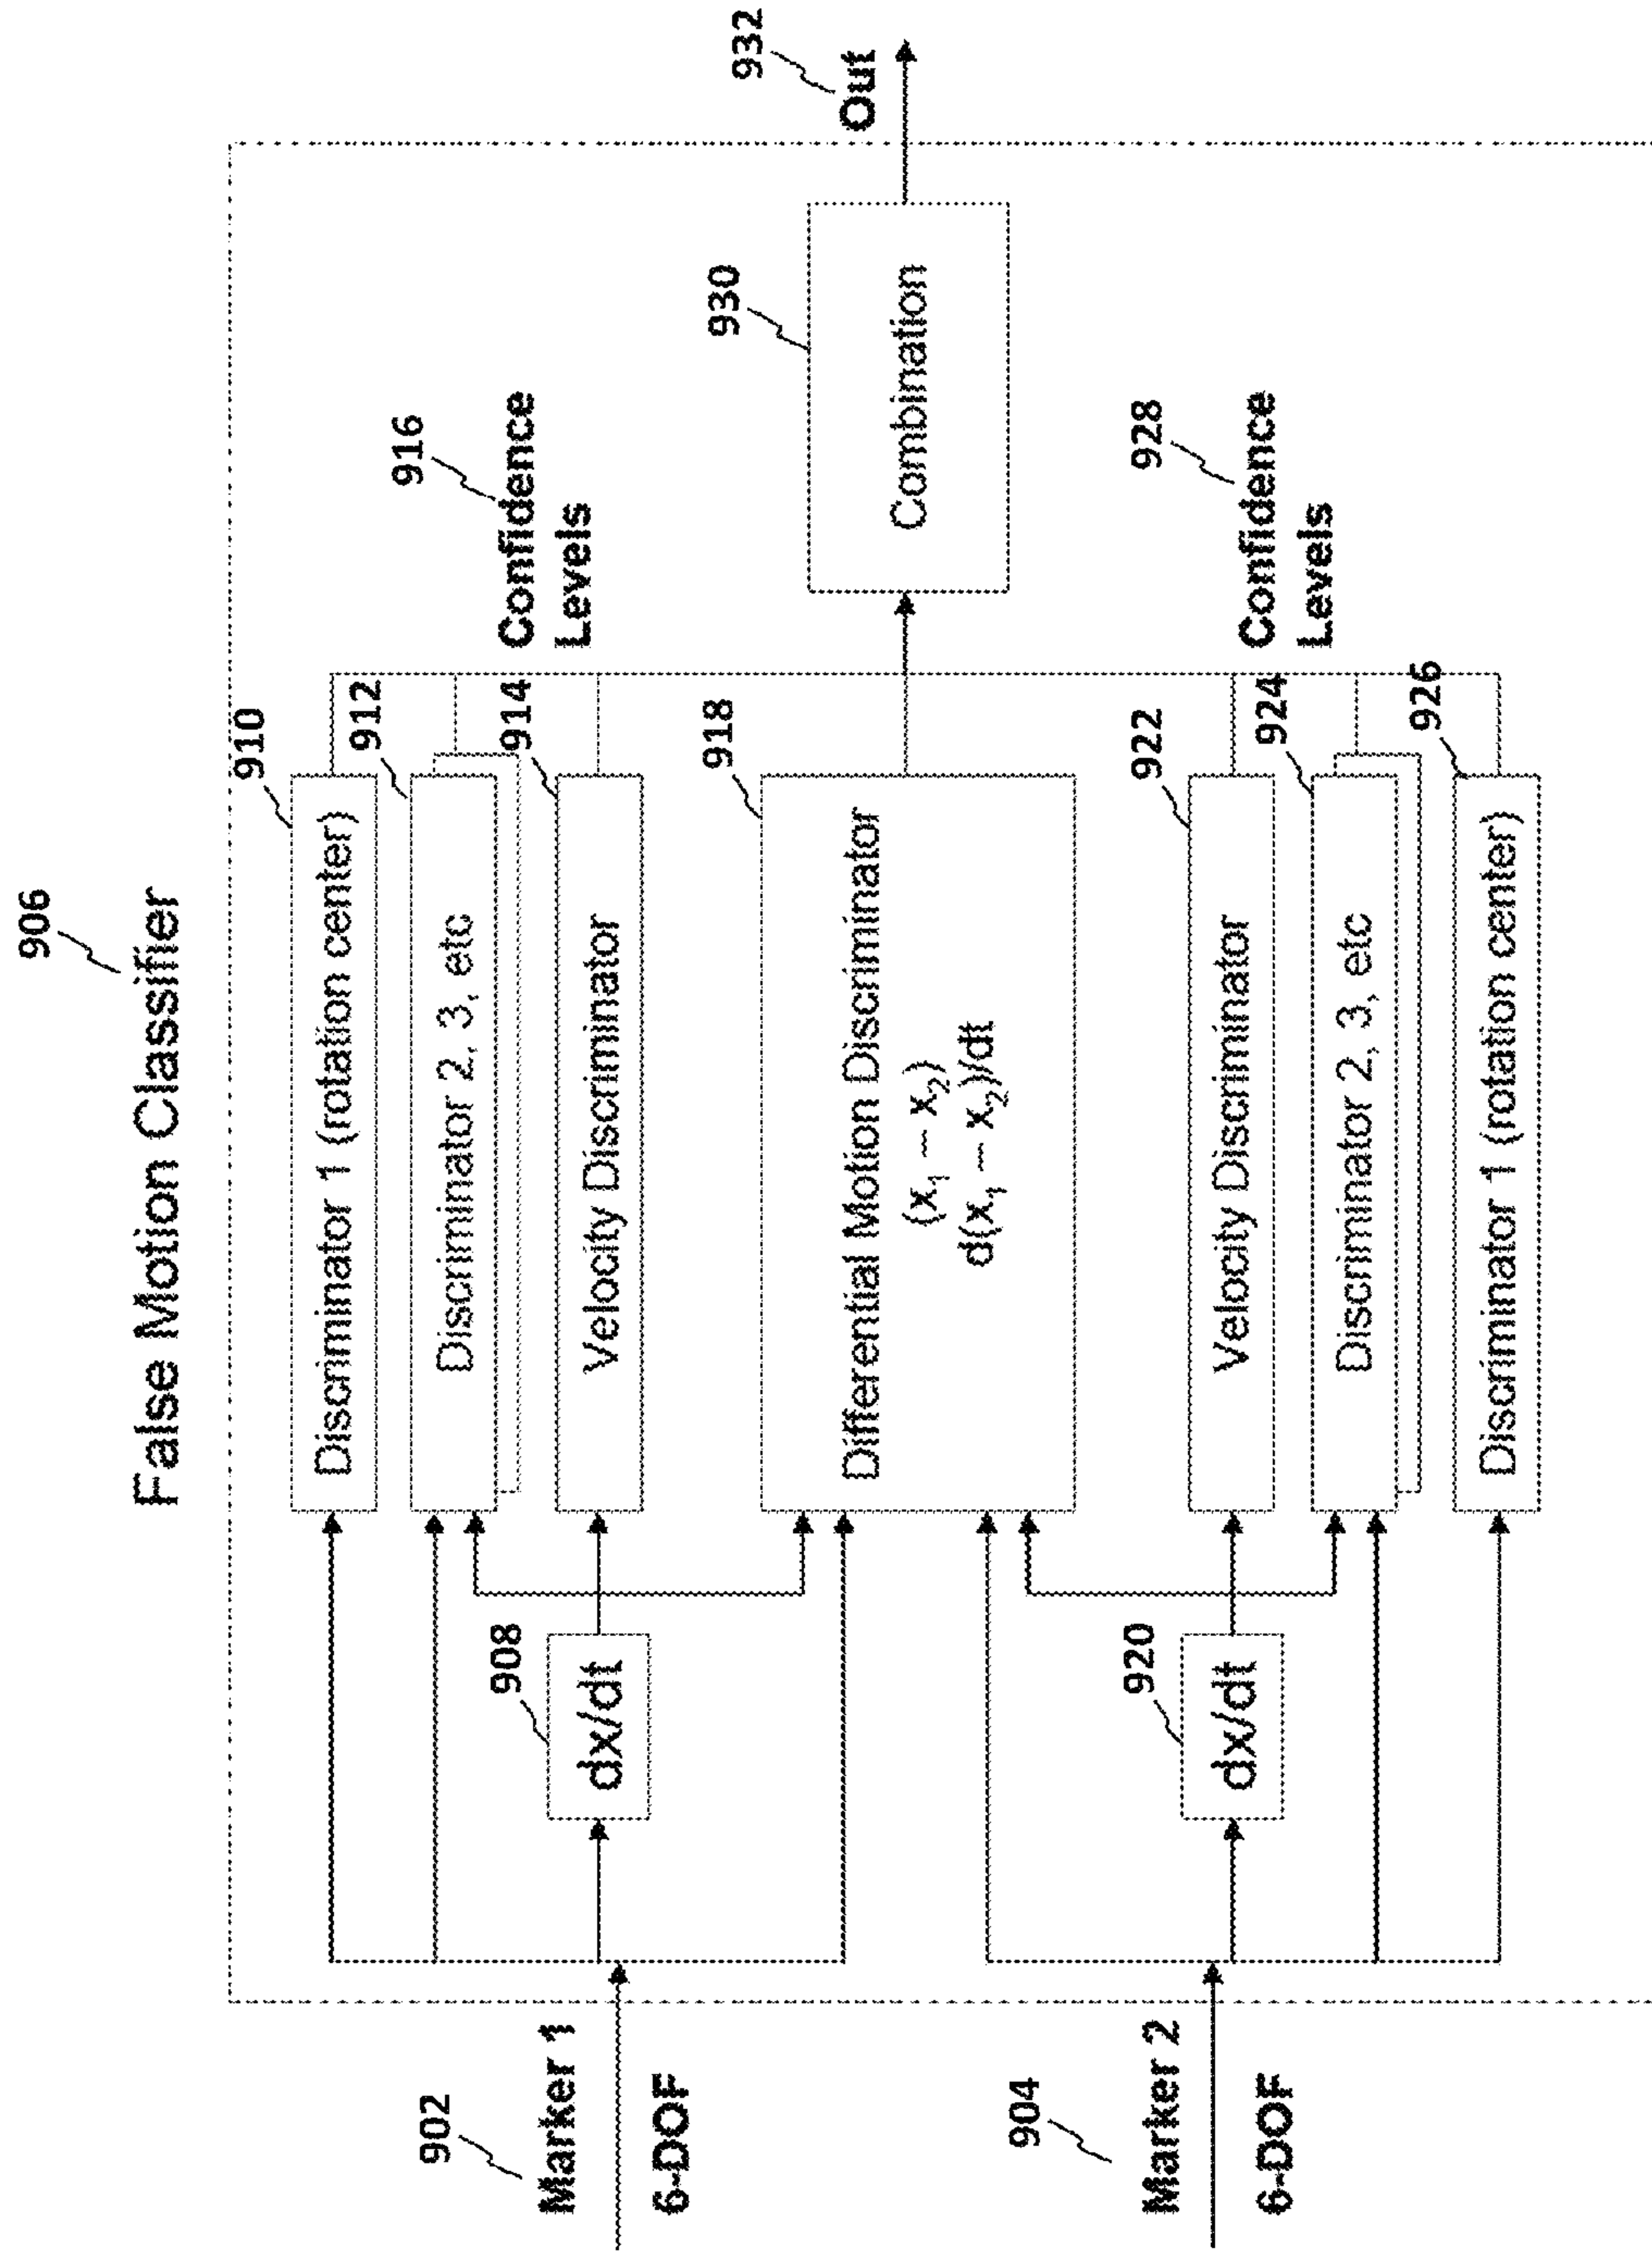 906
False Motion Classifier
902
Marker 1
6-DOF
904
Marker 2
6-DOF
908
dx/dt
920
dx/dt
910
Discriminator 1 (rotation center)
912
Discriminator 2, 3, etc
914
Velocity Discriminator
916
Confidence
Levels
918
Differential Motion Discriminator
(x₁ – x₂)
d(x₁ – x₂)/dt
922
Velocity Discriminator
924
Discriminator 2, 3, etc
926
Discriminator 1 (rotation center)
928
Confidence
Levels
930
Combination
932
Out